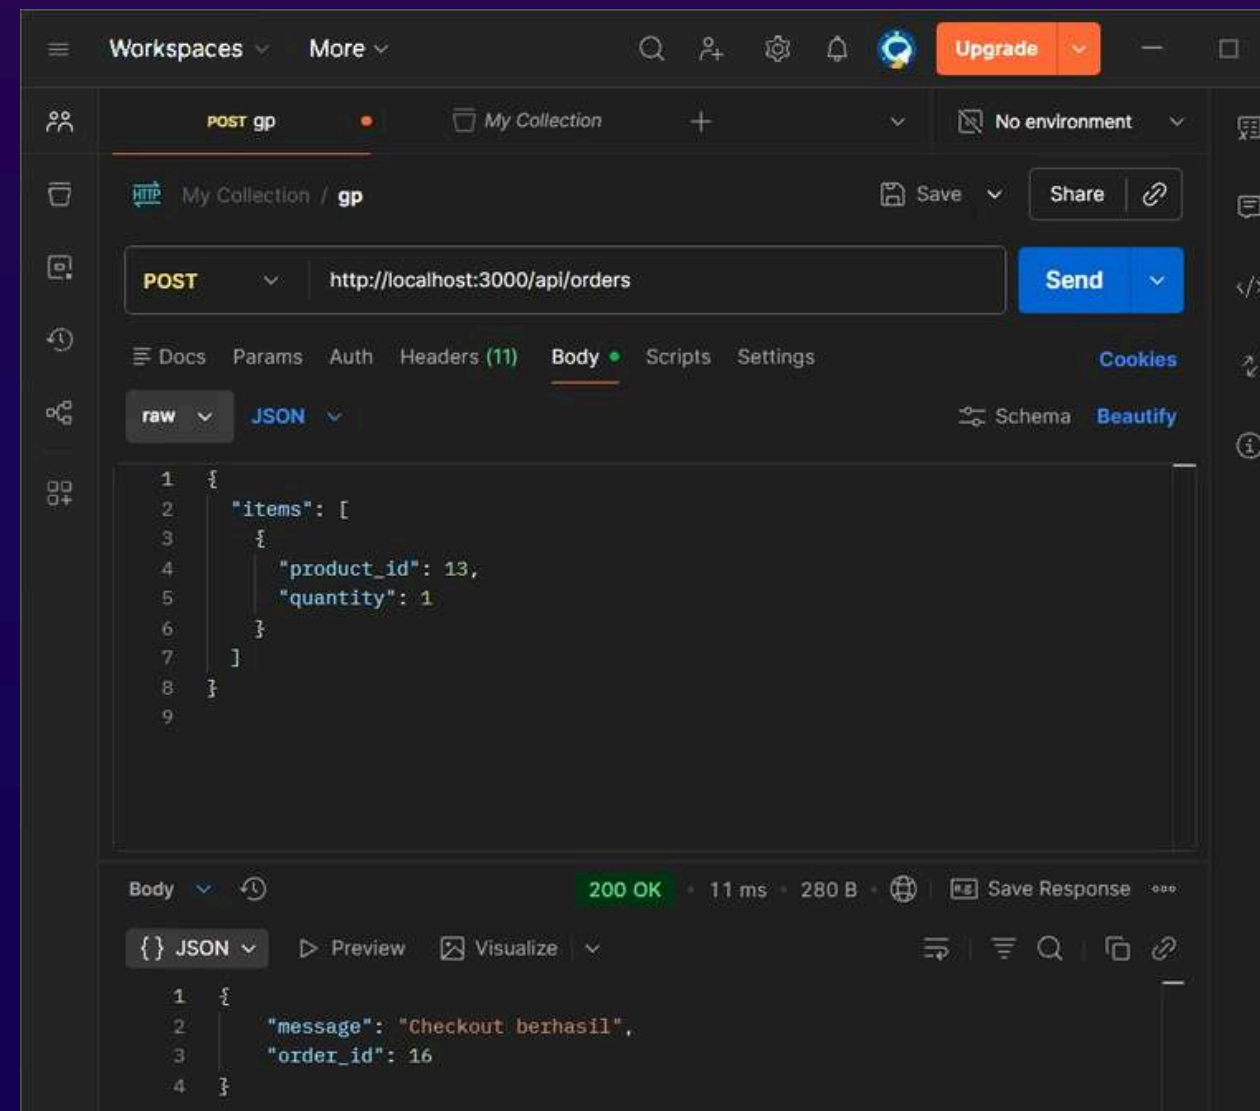 Workspaces More Upgrade
POST gp My Collection No environment
HTTP My Collection / gp Save Share
POST http://localhost:3000/api/orders Send
Docs Params Auth Headers (11) Body Scripts Settings Cookies
raw JSON Schema Beautify
1 {
2 "items": [
3 {
4 "product_id": 13,
5 "quantity": 1
6 }
7 ]
8 }
9
Body 200 OK 11 ms 280 B e.g. Save Response
{} JSON Preview Visualize
1 {
2 "message": "Checkout berhasil",
3 "order_id": 16
4 }